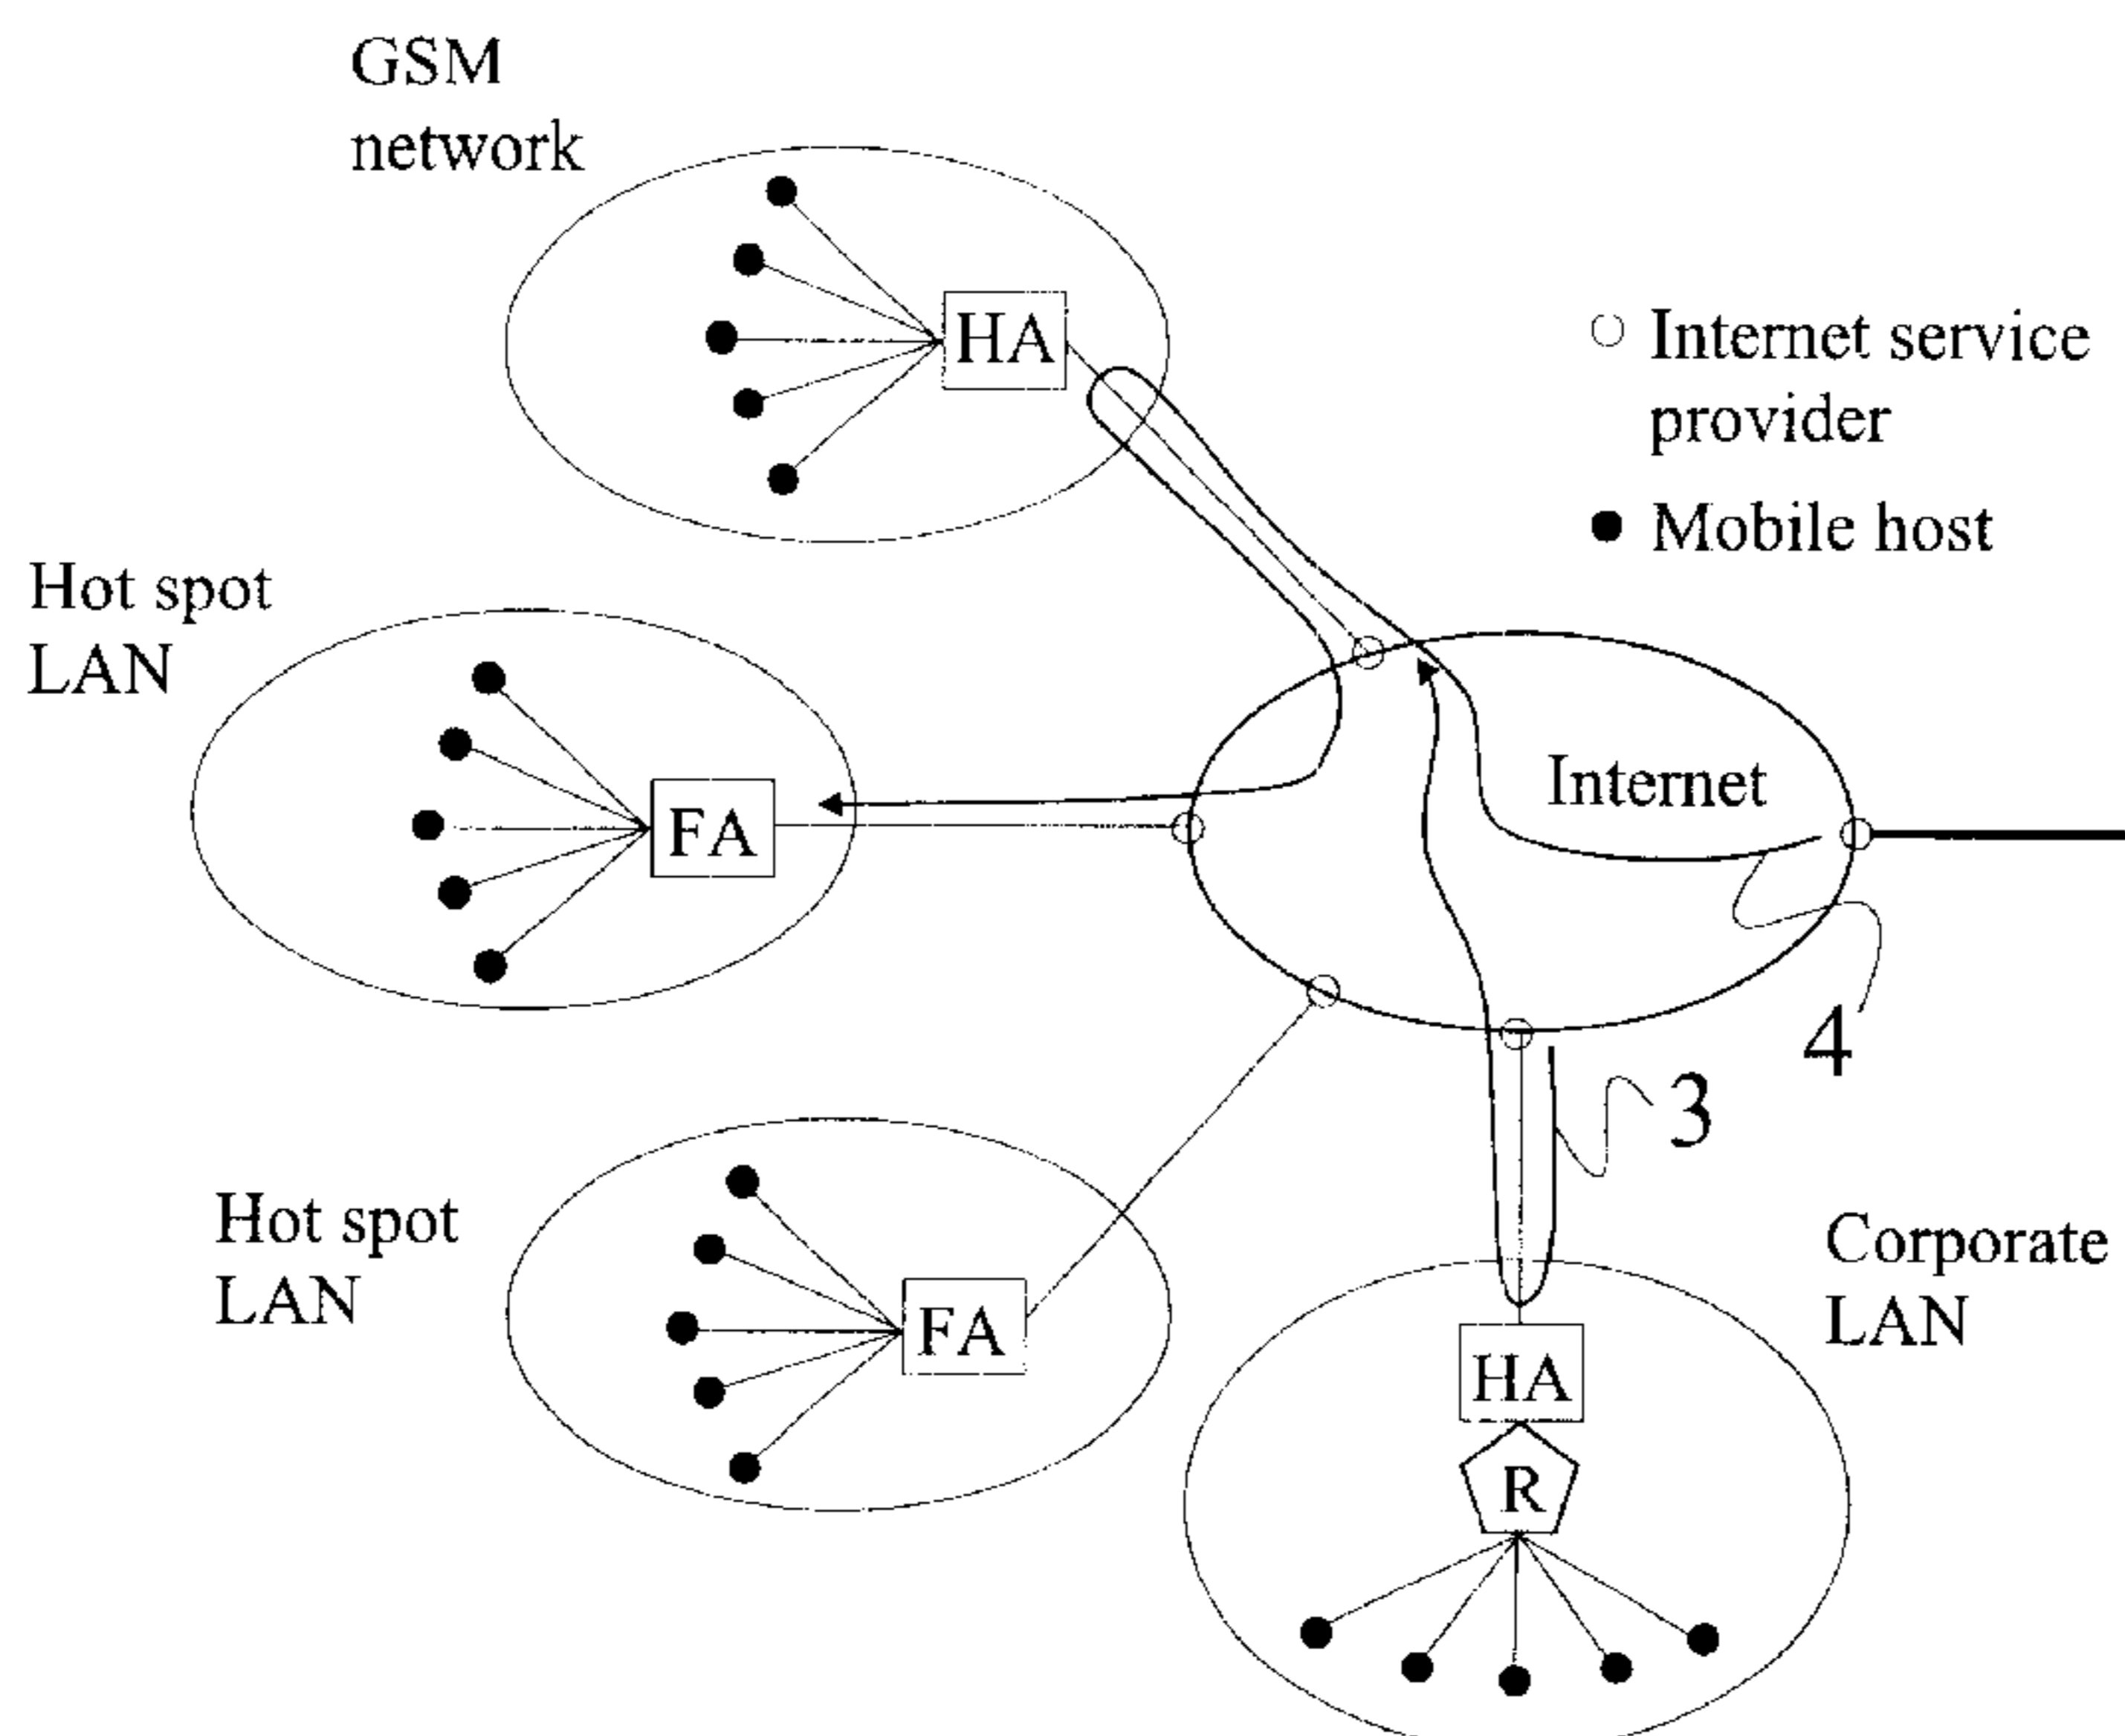 GSM
network
HA
Internet service
provider
Mobile host
Hot spot
LAN
FA
Internet
4
3
Hot spot
LAN
FA
Corporate
LAN
HA
R